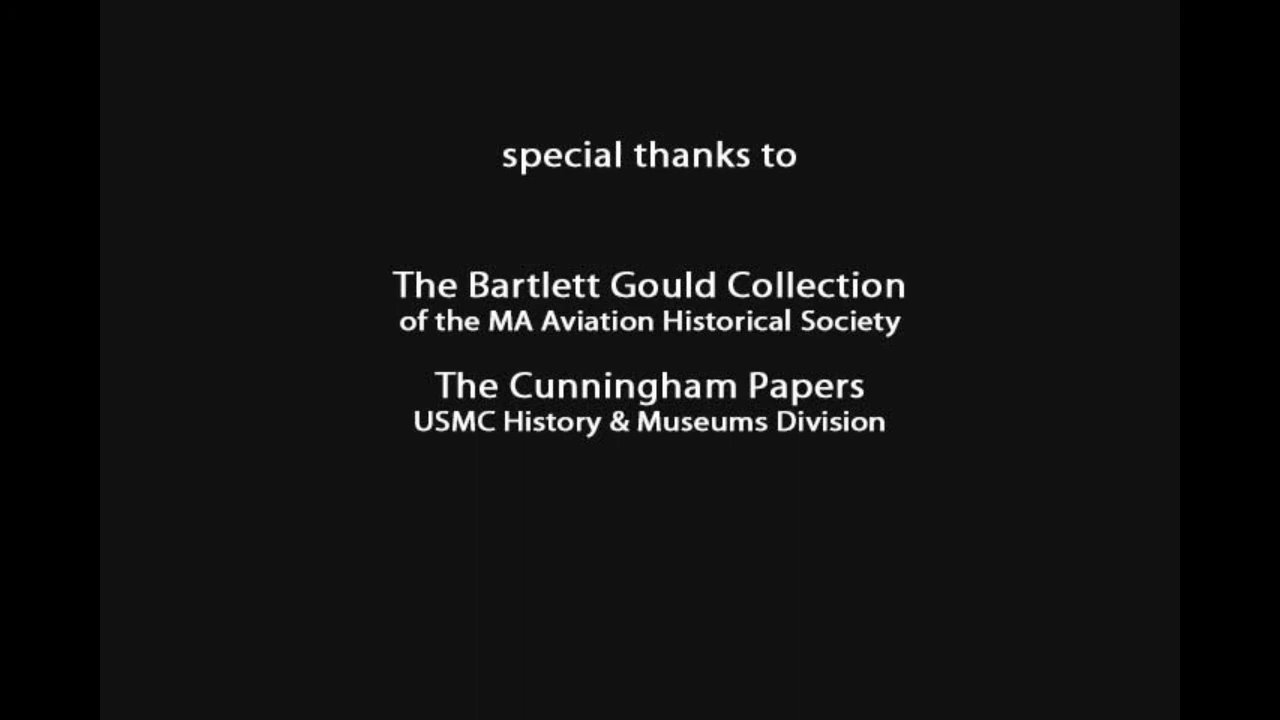 special thanks to
The Bartlett Gould Collection
of the MA Aviation Historical Society
The Cunningham Papers
USMC History & Museums Division